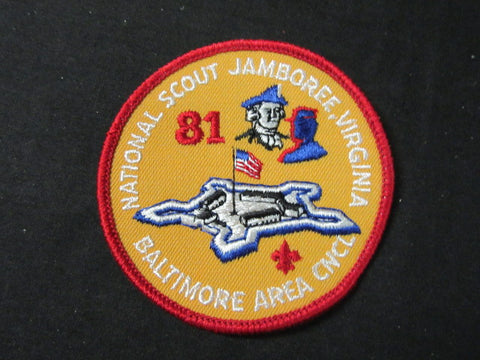 NATIONAL SCOUT JAMBOREE, VIRGINIA
81
BALTIMORE AREA CNCL